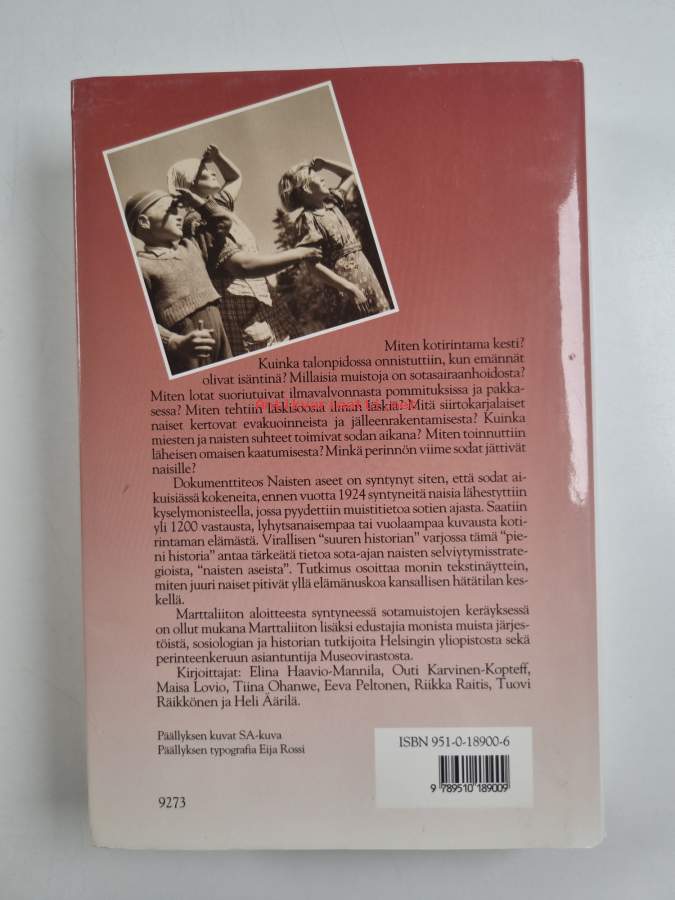 Miten kotirintama kesti?
Kuinka talonpidossa onnistuttiin, kun emännät
olivat isäntinä? Millaisia muistoja on sotasairaanhoidosta?
Miten lotat suoriutuivat ilmavalvonnasta pommituksissa ja pakka-
sessa? Miten tehtiin läskisoosia ilman läskiä? Mitä siirtokarjalaiset
naiset kertovat evakuoinneista ja jälleenrakentamisesta? Kuinka
miesten ja naisten suhteet toimivat sodan aikana? Miten toinnuttiin
läheisen omaisen kaatumisesta? Minkä perinnön viime sodat jättivät
naisille?
Dokumenttiteos Naisten aseet on syntynyt siten, että sodat ai-
kuisiässä kokeneita, ennen vuotta 1924 syntyneitä naisia lähestyttiin
kyselymonisteella, jossa pyydettiin muistitietoa sotien ajasta. Saatiin
yli 1200 vastausta, lyhytsanaisempaa tai vuolaampaa kuvausta koti-
rintaman elämästä. Virallisen "suuren historian" varjossa tämä "pie-
ni historia" antaa tärkeätä tietoa sota-ajan naisten selviytymisstrate-
gioista, "naisten aseista". Tutkimus osoittaa monin tekstinäyttein,
miten juuri naiset pitivät yllä elämänuskoa kansallisen hätätilan kes-
kellä.
Marttaliiton aloitteesta syntyneessä sotamuistojen keräyksessä
on ollut mukana Marttaliiton lisäksi edustajia monista muista järjes-
töistä, sosiologian ja historian tutkijoita Helsingin yliopistosta sekä
perinteenkeruun asiantuntija Museovirastosta.
Kirjoittajat: Elina Haavio-Mannila, Outi Karvinen-Kopteff,
Maisa Lovio, Tiina Ohanwe, Eeva Peltonen, Riikka Raitis, Tuovi
Räikkönen ja Heli Äärilä.
Päällyksen kuvat SA-kuva
Päällyksen typografia Eija Rossi
ISBN 951-0-18900-6
9 789510 189009
9273